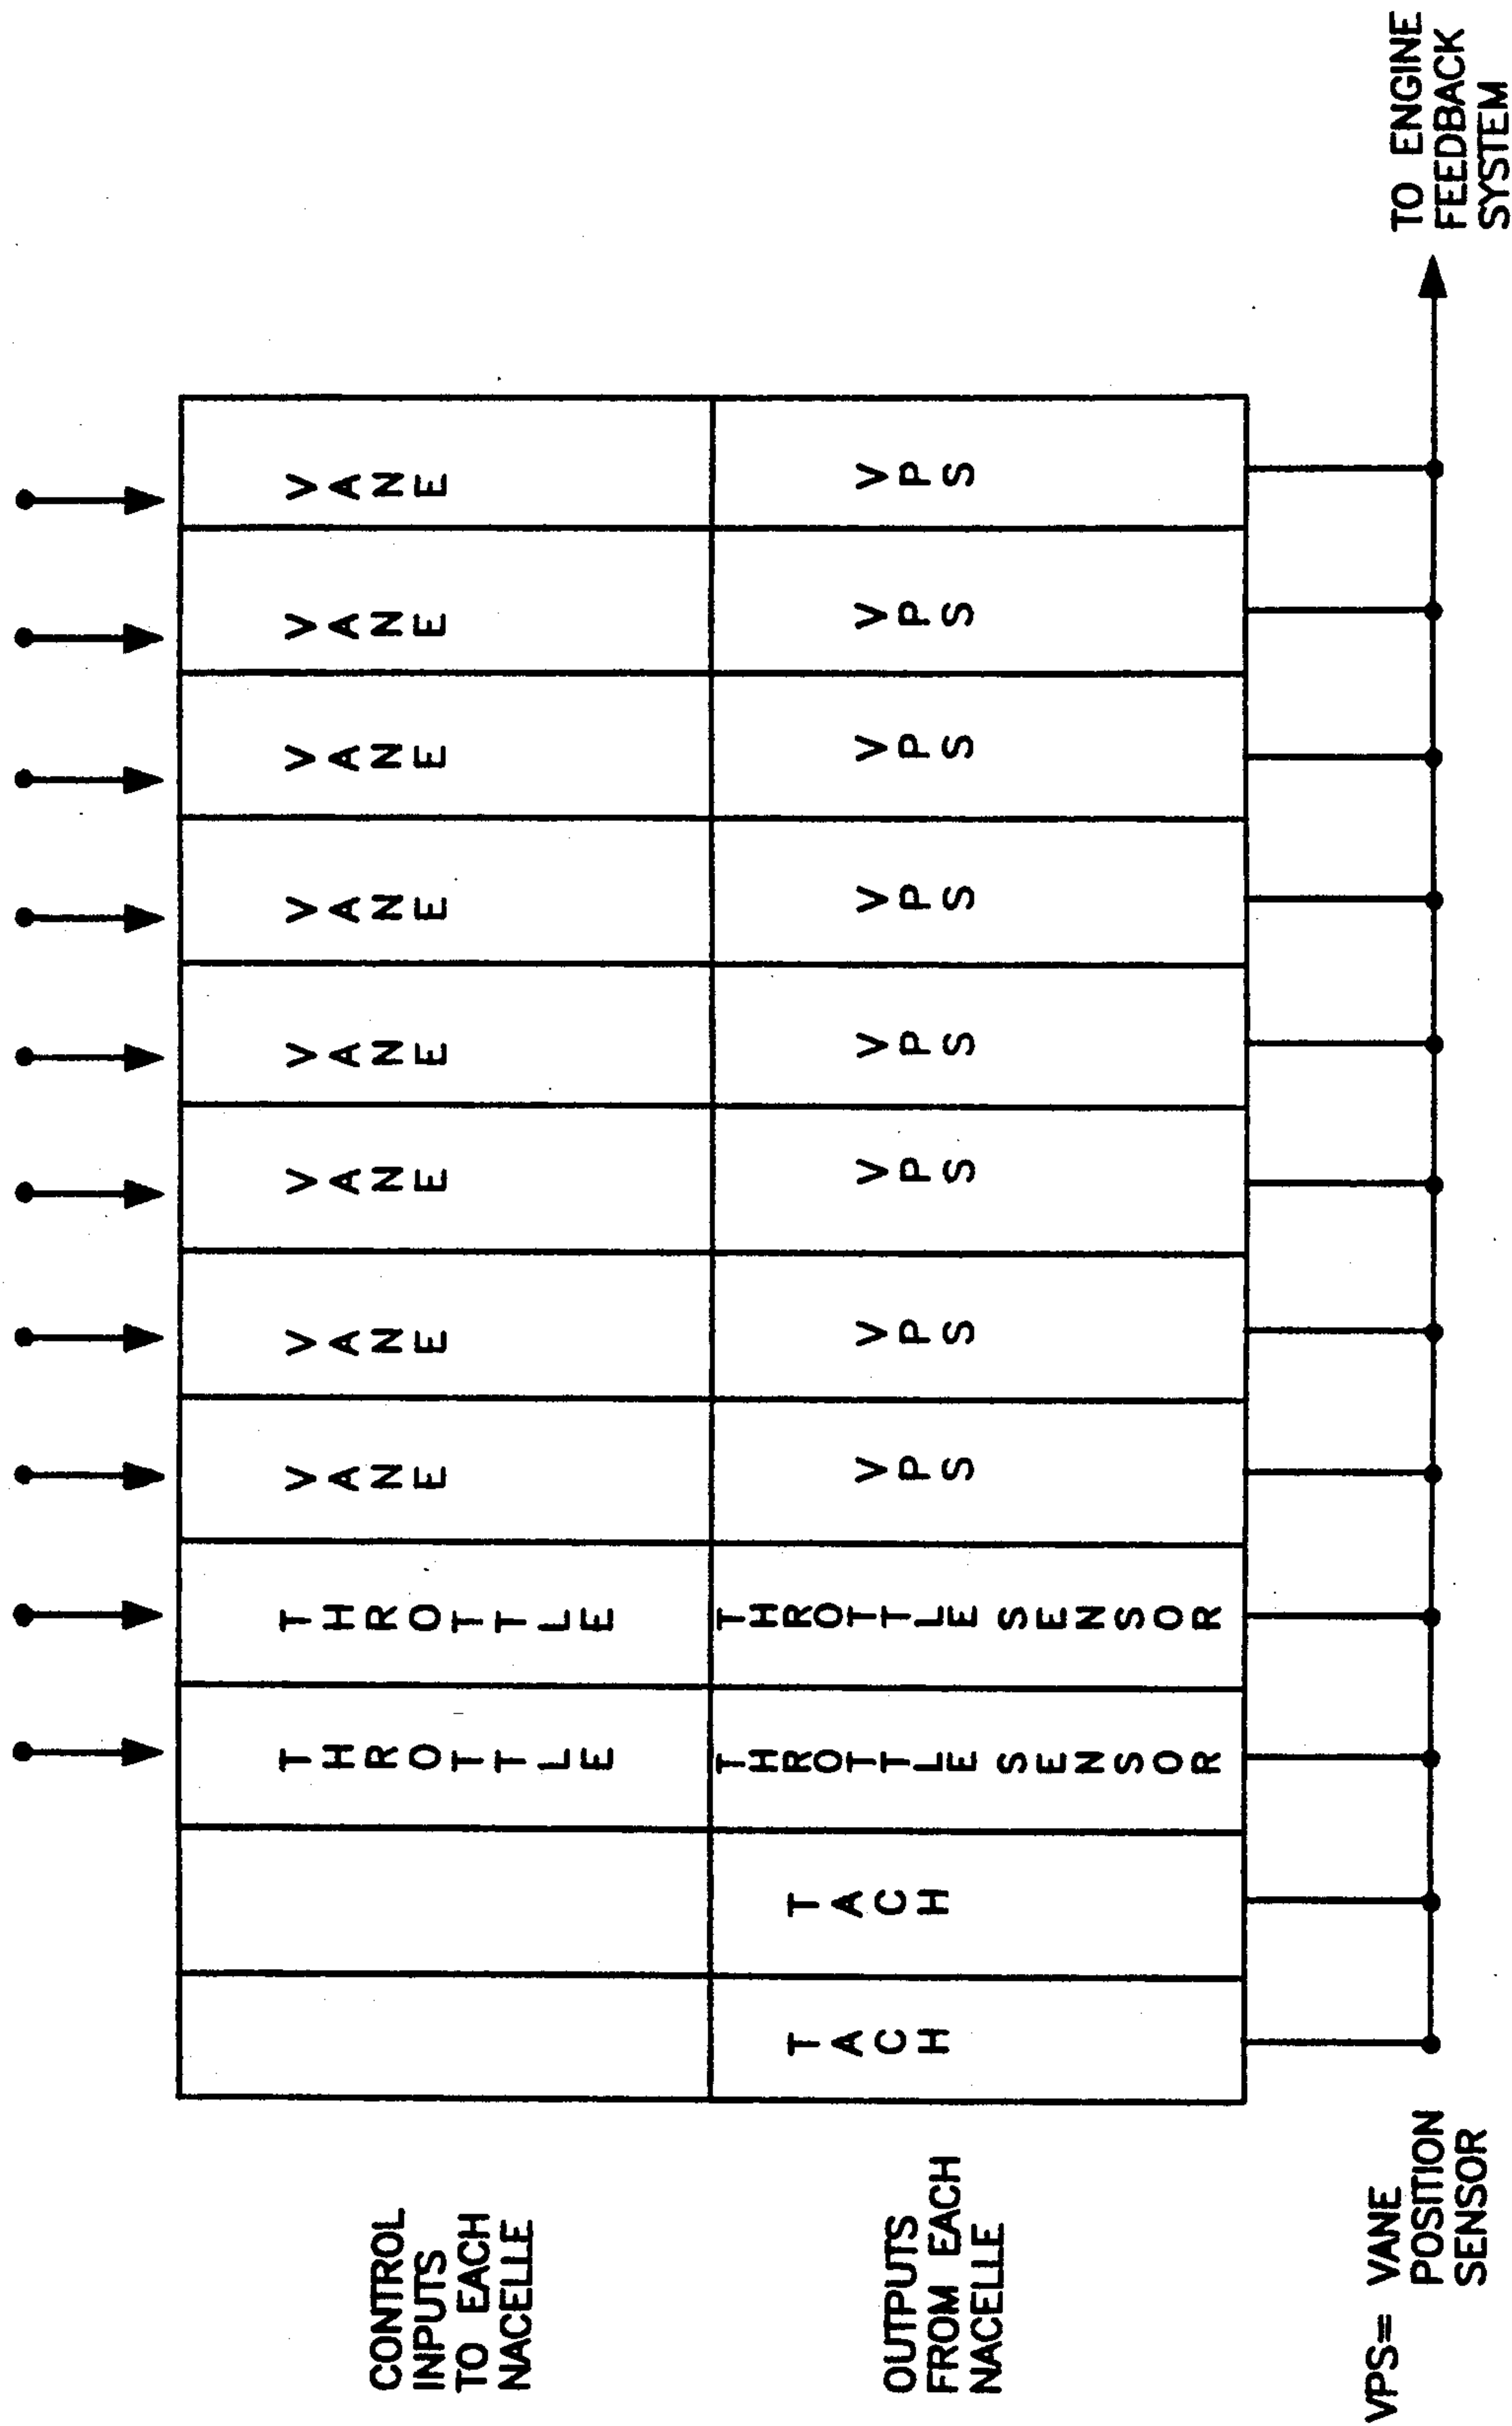 CONTROL
INPUTS
TO EACH
NACELLE
THROTTLE
THROTTLE
VANE
VANE
VANE
VANE
VANE
VANE
VANE
VANE
OUTPUTS
FROM EACH
NACELLE
TACH
TACH
THROTTLE SENSOR
THROTTLE SENSOR
VPS
VPS
VPS
VPS
VPS
VPS
VPS
VPS
VPS= VANE
POSITION
SENSOR
TO ENGINE
FEEDBACK
SYSTEM